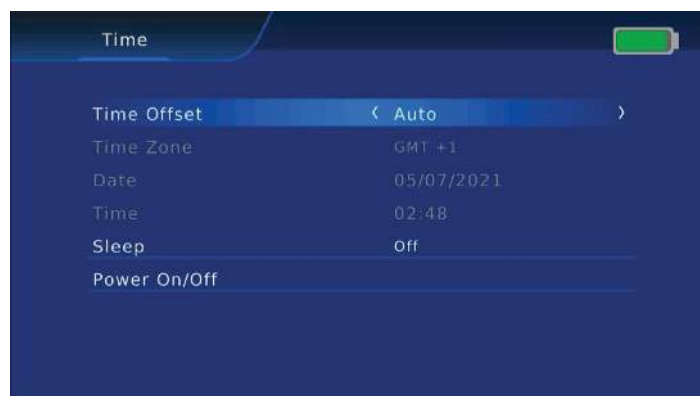 Time
Time Offset ‹ Auto ›
Time Zone GMT +1
Date 05/07/2021
Time 02:48
Sleep Off
Power On/Off